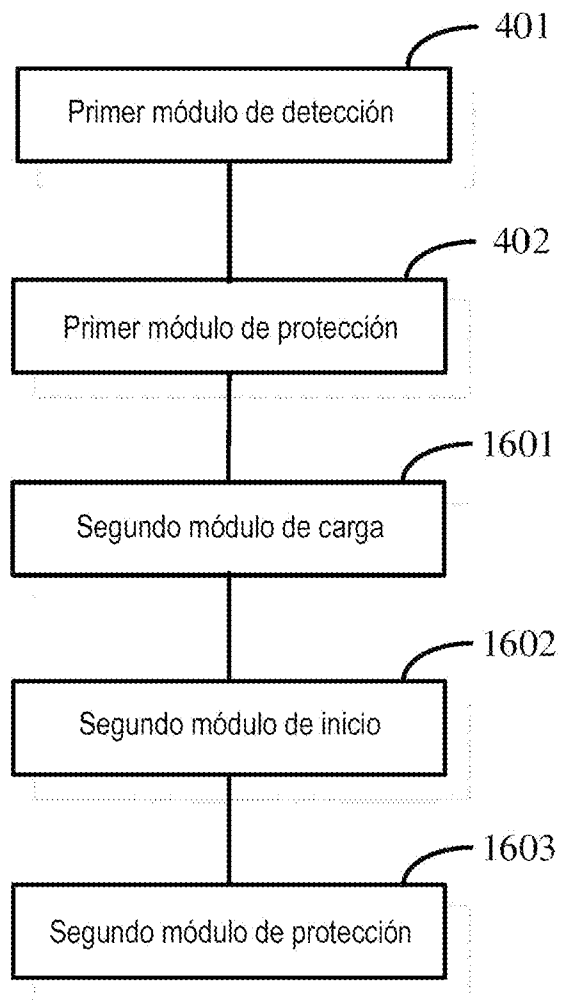 401
Primer módulo de detección
402
Primer módulo de protección
1601
Segundo módulo de carga
1602
Segundo módulo de inicio
1603
Segundo módulo de protección